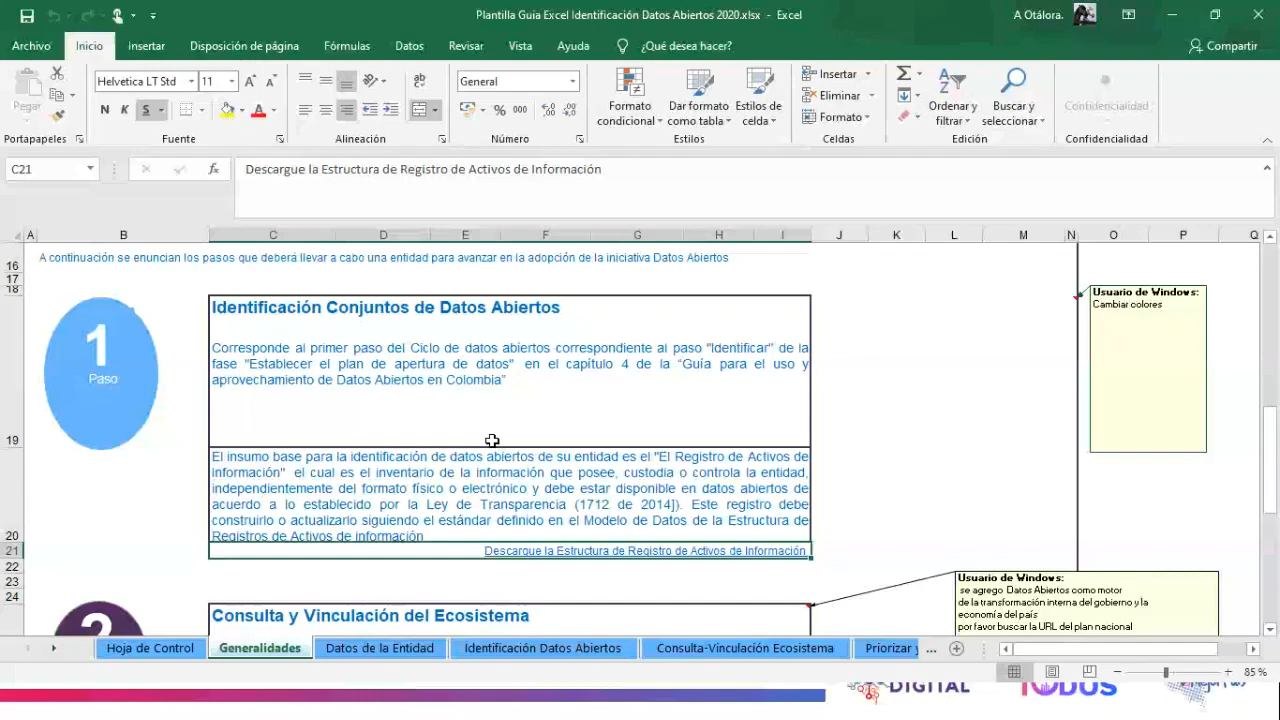 Plantilla Guia Excel Identificación Datos Abiertos 2020.xlsx - Excel
A Otálora.
Archivo Inicio Insertar Disposición de página Fórmulas Datos Revisar Vista Ayuda ¿Qué desea hacer? Compartir
Pegar
Portapapeles
Helvetica LT Std 11
N K S
Fuente
Alineación
General
% 000
Número
Formato condicional
Dar formato como tabla
Estilos de celda
Estilos
Insertar
Eliminar
Formato
Celdas
Ordenar y filtrar
Buscar y seleccionar
Edición
Confidencialidad
Confidencialidad
C21 fx Descargue la Estructura de Registro de Activos de Información
A B C D E F G H I J K L M N O P Q
16 A continuación se enuncian los pasos que deberá llevar a cabo una entidad para avanzar en la adopción de la iniciativa Datos Abiertos
17
18
1
Paso
Identificación Conjuntos de Datos Abiertos
Corresponde al primer paso del Ciclo de datos abiertos correspondiente al paso "Identificar" de la
fase "Establecer el plan de apertura de datos" en el capítulo 4 de la “Guía para el uso y
aprovechamiento de Datos Abiertos en Colombia”
19
Usuario de Windows:
Cambiar colores
El insumo base para la identificación de datos abiertos de su entidad es el "El Registro de Activos de
información" el cual es el inventario de la información que posee, custodia o controla la entidad,
independientemente del formato físico o electrónico y debe estar disponible en datos abiertos de
acuerdo a lo establecido por la Ley de Transparencia (1712 de 2014]). Este registro debe
construirlo o actualizarlo siguiendo el estándar definido en el Modelo de Datos de la Estructura de
20 Registros de Activos de información
21 Descargue la Estructura de Registro de Activos de Información
22
23
24
2
Consulta y Vinculación del Ecosistema
Usuario de Windows:
se agrego Datos Abiertos como motor
de la transformación interna del gobierno y la
economía del país
por favor buscar la URL del plan nacional
Hoja de Control Generalidades Datos de la Entidad Identificación Datos Abiertos Consulta-Vinculación Ecosistema Priorizar y ...
85 %
DIGITAL TODOS